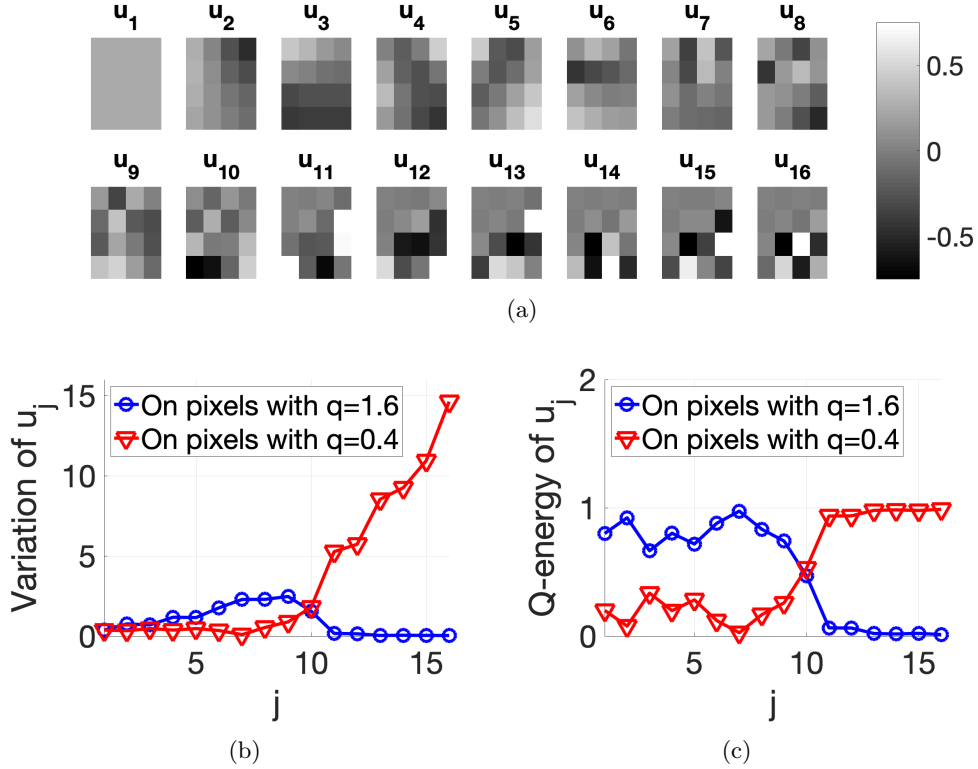 u1 u2 u3 u4 u5 u6 u7 u8
0.5
0
-0.5
u9 u10 u11 u12 u13 u14 u15 u16
(a)
Variation of uj
15
10
5
0
5 10 15
j
On pixels with q=1.6
On pixels with q=0.4
(b)
Q-energy of uj
2
1
0
5 10 15
j
On pixels with q=1.6
On pixels with q=0.4
(c)